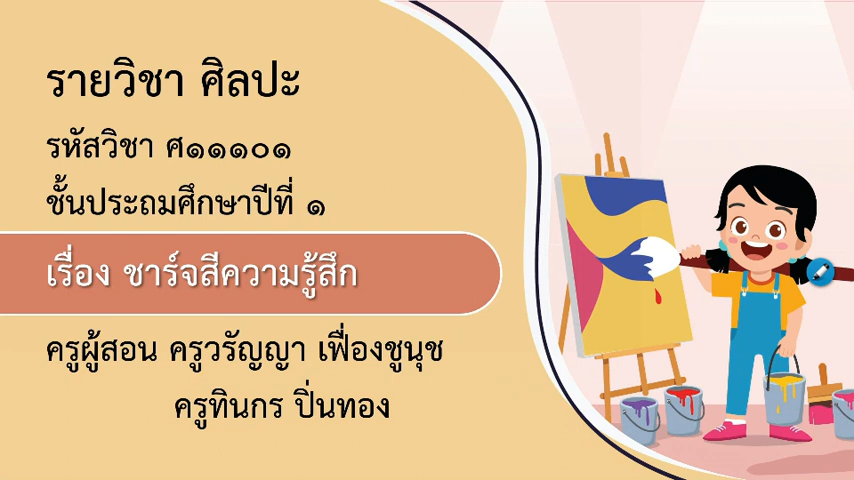 รายวิชา ศิลปะ
รหัสวิชา ศ๑๑๑๐๑
ชั้นประถมศึกษาปีที่ ๑
เรื่อง ชาร์จสีความรู้สึก
ครูผู้สอน ครูวรัญญา เฟื่องชูนุช
ครูทินกร ปิ่นทอง